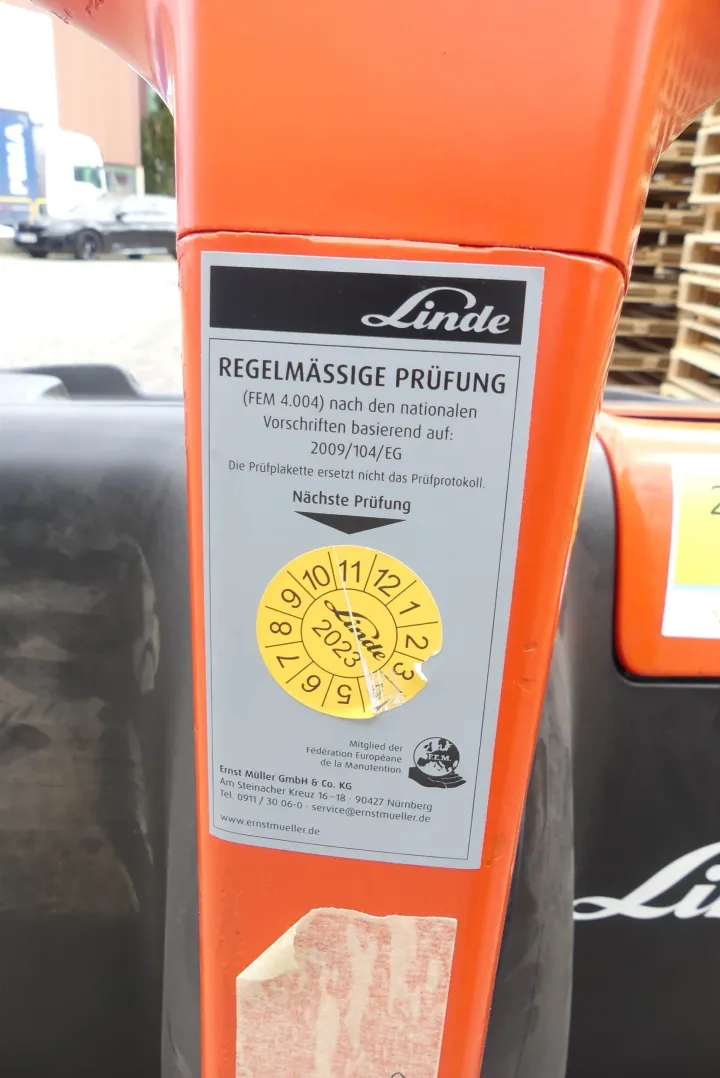 Linde
REGELMÄSSIGE PRÜFUNG
(FEM 4.004) nach den nationalen
Vorschriften basierend auf:
2009/104/EG
Die Prüfplakette ersetzt nicht das Prüfprotokoll.
Nächste Prüfung
11
12
1
2
3
5
6
7
8
9
10
Linde
2023
Mitglied der
Fédération Européenne
de la Manutention
F.E.M.
Ernst Müller GmbH & Co. KG
Am Steinacher Kreuz 16–18 · 90427 Nürnberg
Tel. 0911 / 30 06-0 · service@ernstmueller.de
www.ernstmueller.de
2
Li